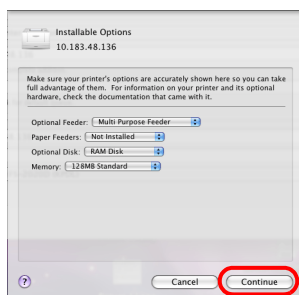 Installable Options
10.183.48.136
Make sure your printer's options are accurately shown here so you can take
full advantage of them. For information on your printer and its optional
hardware, check the documentation that came with it.
Optional Feeder: Multi Purpose Feeder
Paper Feeders: Not Installed
Optional Disk: RAM Disk
Memory: 128MB Standard
? Cancel Continue